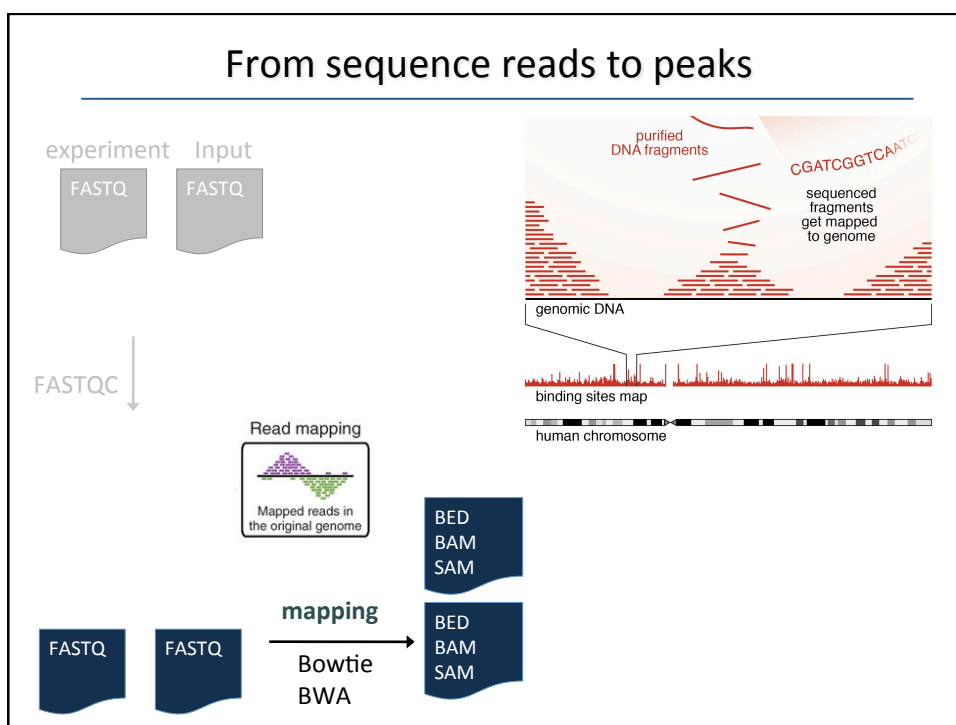 From sequence reads to peaks
experiment Input
FASTQ FASTQ
FASTQC
purified
DNA fragments
CGATCGGTCAATC
sequenced
fragments
get mapped
to genome
genomic DNA
binding sites map
human chromosome
Read mapping
Mapped reads in
the original genome
BED
BAM
SAM
mapping
BED
BAM
SAM
FASTQ FASTQ
Bowtie
BWA